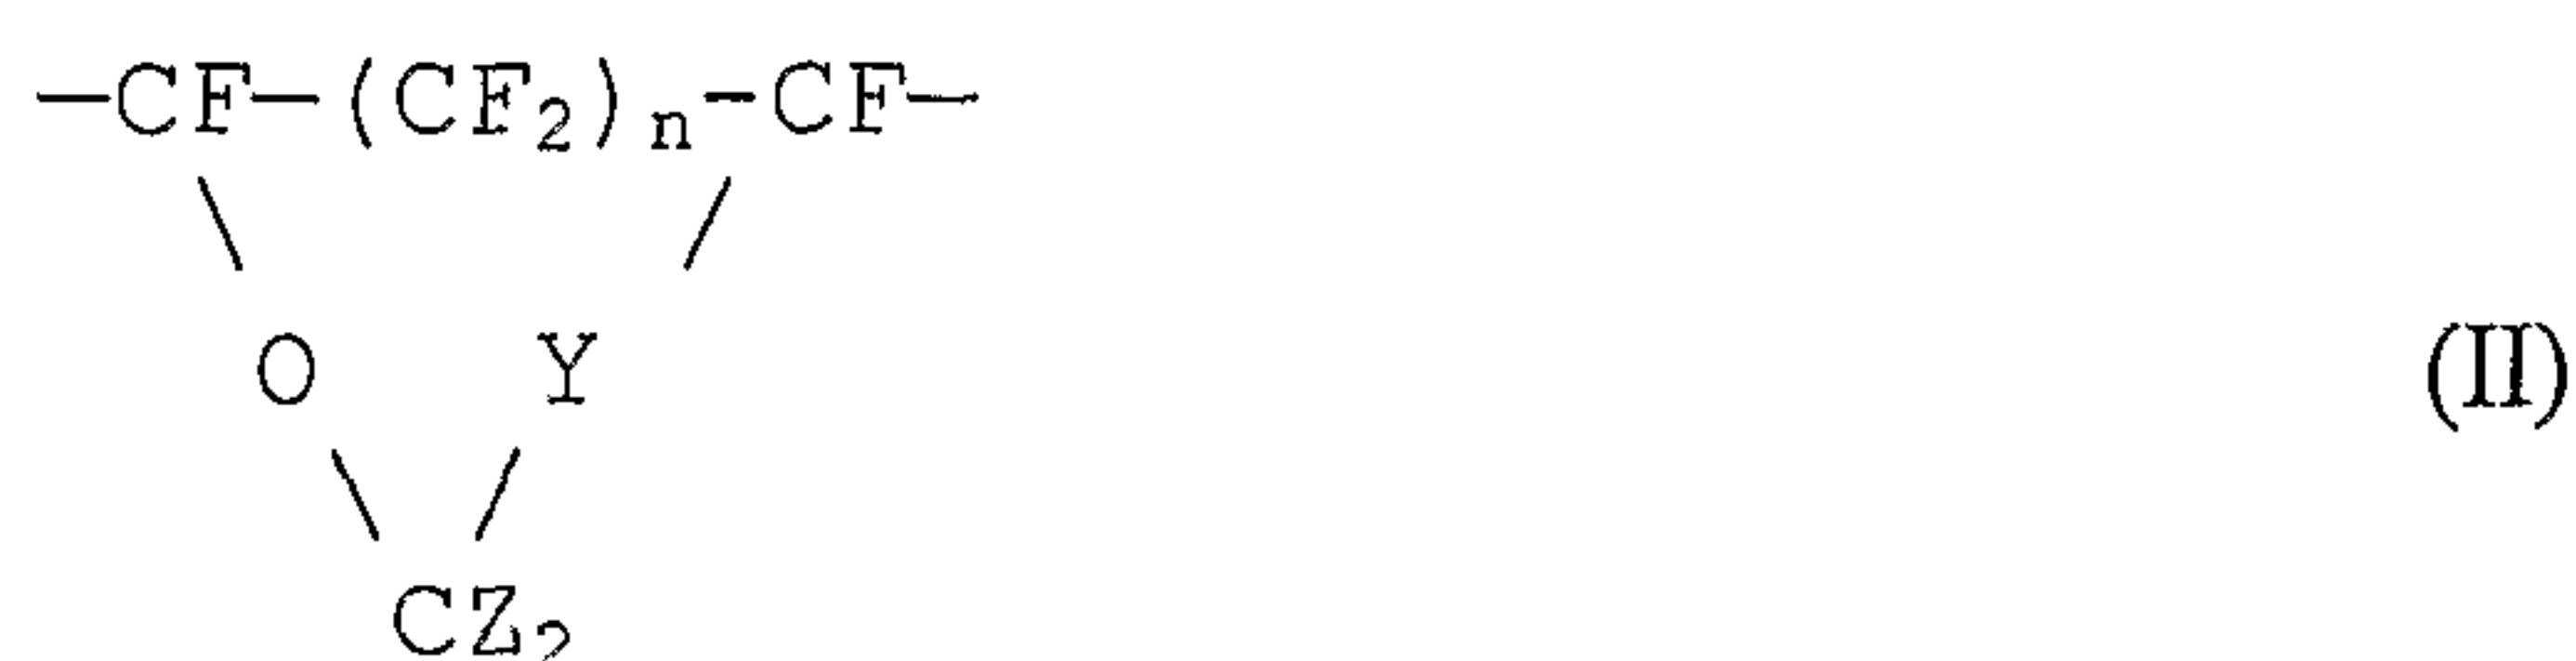 —CF—(CF₂)ₙ—CF—
O Y (II)
CZ₂